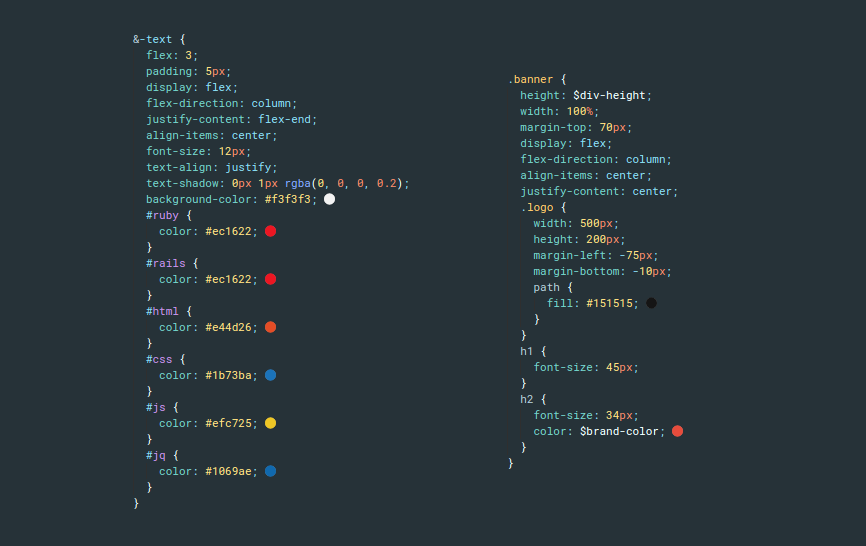 &-text {
  flex: 3;
  padding: 5px;
  display: flex;
  flex-direction: column;
  justify-content: flex-end;
  align-items: center;
  font-size: 12px;
  text-align: justify;
  text-shadow: 0px 1px rgba(0, 0, 0, 0.2);
  background-color: #f3f3f3;
  #ruby {
    color: #ec1622;
  }
  #rails {
    color: #ec1622;
  }
  #html {
    color: #e44d26;
  }
  #css {
    color: #1b73ba;
  }
  #js {
    color: #efc725;
  }
  #jq {
    color: #1069ae;
  }
}
.banner {
  height: $div-height;
  width: 100%;
  margin-top: 70px;
  display: flex;
  flex-direction: column;
  align-items: center;
  justify-content: center;
  .logo {
    width: 500px;
    height: 200px;
    margin-left: -75px;
    margin-bottom: -10px;
    path {
      fill: #151515;
    }
  }
  h1 {
    font-size: 45px;
  }
  h2 {
    font-size: 34px;
    color: $brand-color;
  }
}